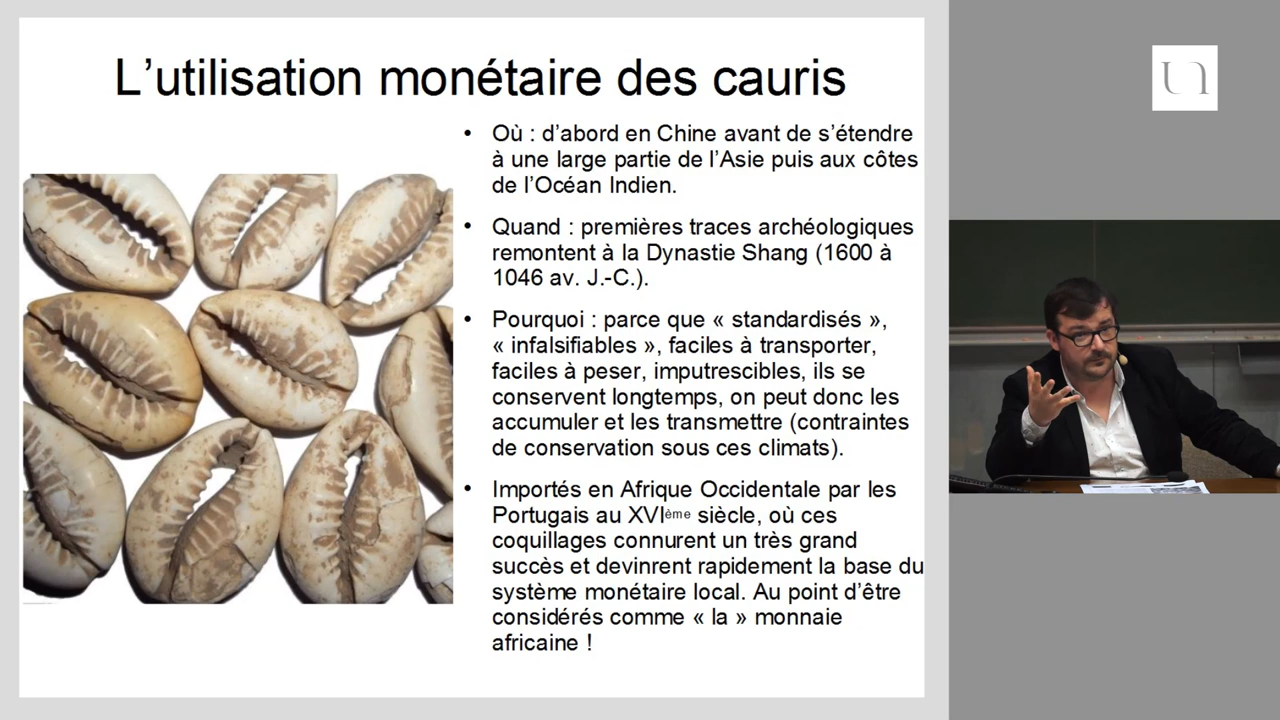 L’utilisation monétaire des cauris
• Où : d’abord en Chine avant de s’étendre
à une large partie de l’Asie puis aux côtes
de l’Océan Indien.
• Quand : premières traces archéologiques
remontent à la Dynastie Shang (1600 à
1046 av. J.-C.).
• Pourquoi : parce que « standardisés »,
« infalsifiables », faciles à transporter,
faciles à peser, imputrescibles, ils se
conservent longtemps, on peut donc les
accumuler et les transmettre (contraintes
de conservation sous ces climats).
• Importés en Afrique Occidentale par les
Portugais au XVIème siècle, où ces
coquillages connurent un très grand
succès et devinrent rapidement la base du
système monétaire local. Au point d’être
considérés comme « la » monnaie
africaine !